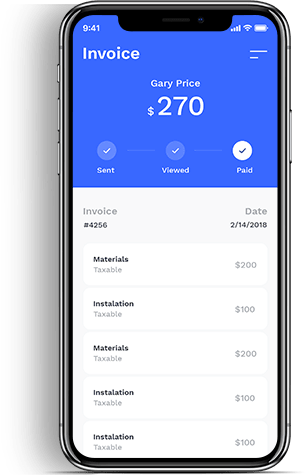 9:41
Invoice
Gary Price
$ 270
Sent Viewed Paid
Invoice Date
#4256 2/14/2018
Materials
Taxable $200
Instalation
Taxable $100
Materials
Taxable $200
Instalation
Taxable $100
Instalation
Taxable $100